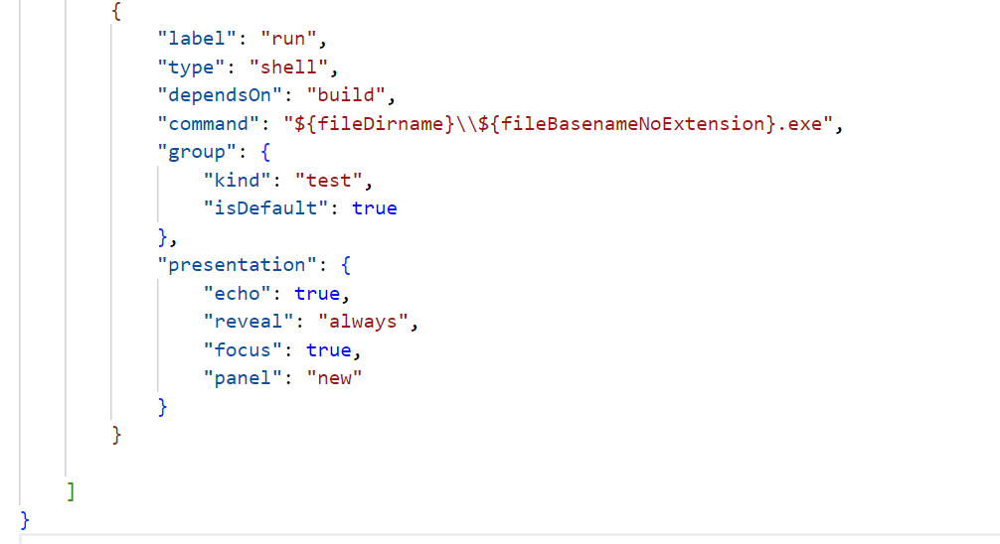 {
"label": "run",
"type": "shell",
"dependsOn": "build",
"command": "${fileDirname}\\${fileBasenameNoExtension}.exe",
"group": {
"kind": "test",
"isDefault": true
},
"presentation": {
"echo": true,
"reveal": "always",
"focus": true,
"panel": "new"
}
}
]
}